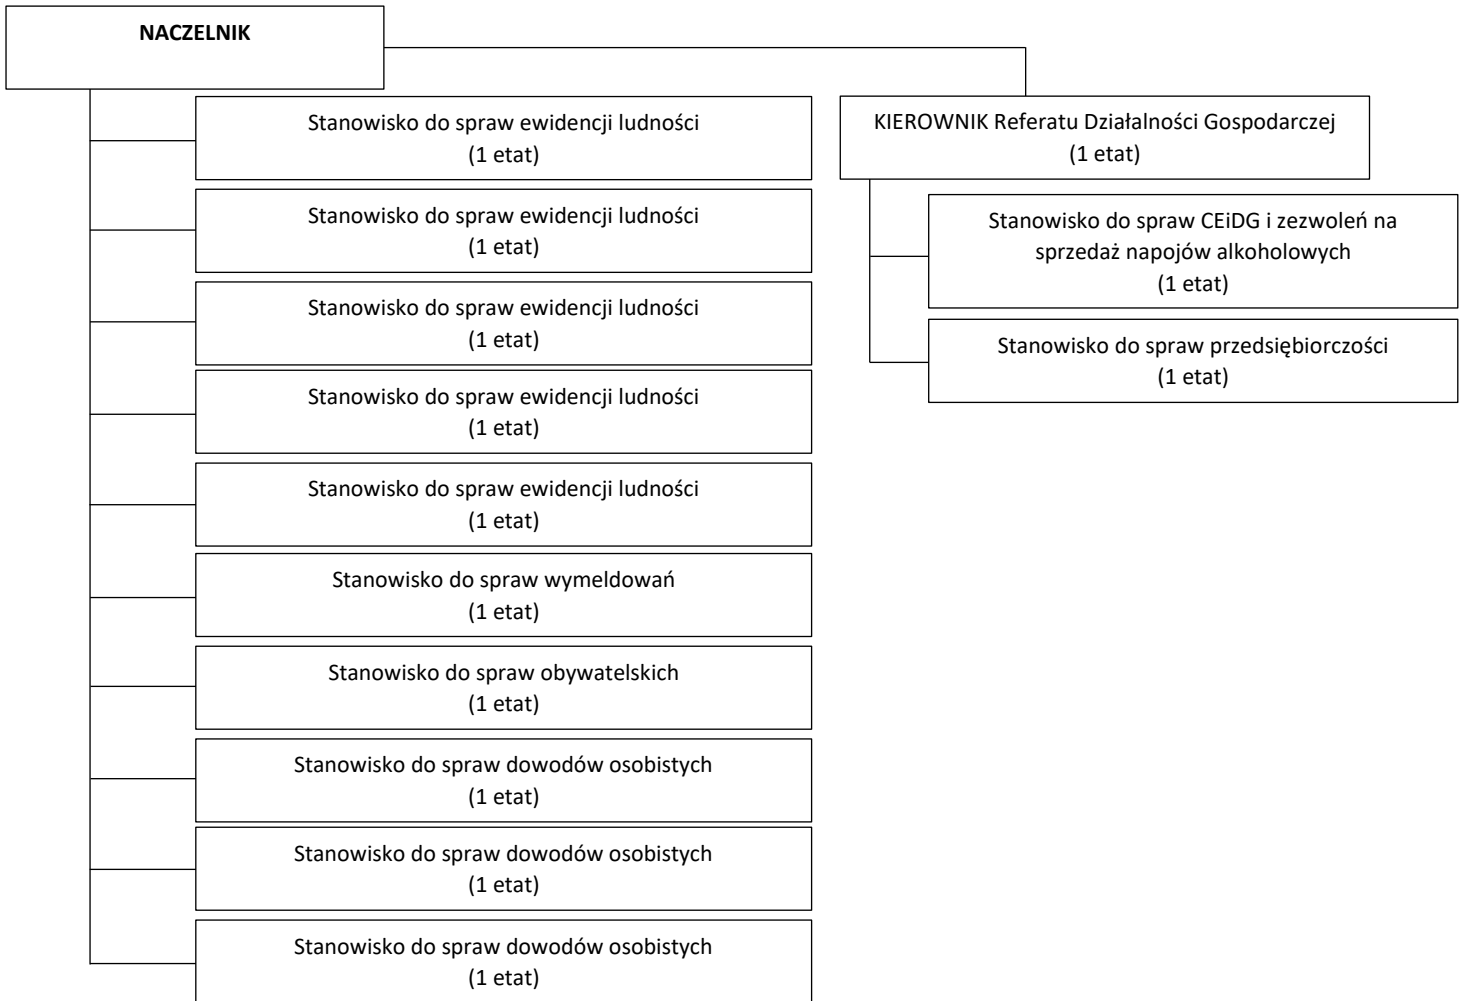 NACZELNIK
Stanowisko do spraw ewidencji ludności
(1 etat)
Stanowisko do spraw ewidencji ludności
(1 etat)
Stanowisko do spraw ewidencji ludności
(1 etat)
Stanowisko do spraw ewidencji ludności
(1 etat)
Stanowisko do spraw ewidencji ludności
(1 etat)
Stanowisko do spraw wymeldowań
(1 etat)
Stanowisko do spraw obywatelskich
(1 etat)
Stanowisko do spraw dowodów osobistych
(1 etat)
Stanowisko do spraw dowodów osobistych
(1 etat)
Stanowisko do spraw dowodów osobistych
(1 etat)
KIEROWNIK Referatu Działalności Gospodarczej
(1 etat)
Stanowisko do spraw CEiDG i zezwoleń na
sprzedaż napojów alkoholowych
(1 etat)
Stanowisko do spraw przedsiębiorczości
(1 etat)